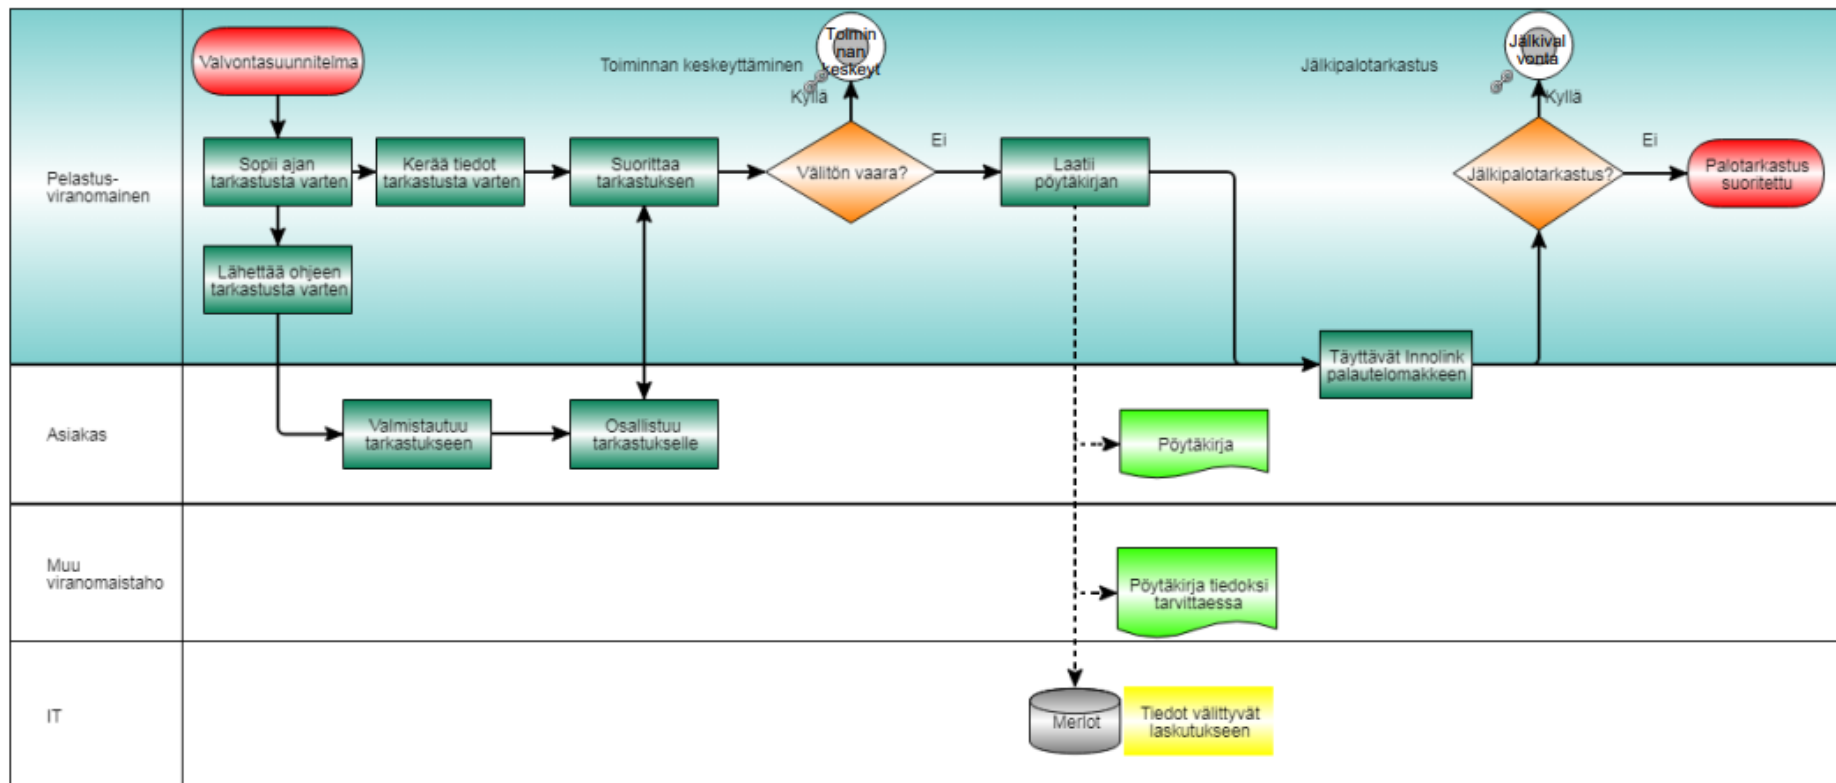 Valvontasuunnitelma
Toiminnan keskeyttäminen
Toimin
nan
keskeyt
Kyllä
Jälkipalotarkastus
Jälkival
vonta
Kyllä
Pelastus-
viranomainen
Sopii ajan
tarkastusta varten
Kerää tiedot
tarkastusta varten
Suorittaa
tarkastuksen
Välitön vaara?
Ei
Laatii
pöytäkirjan
Jälkipalotarkastus?
Ei
Palotarkastus
suoritettu
Lähettää ohjeen
tarkastusta varten
Täyttävät Innolink
palautelomakkeen
Asiakas
Valmistautuu
tarkastukseen
Osallistuu
tarkastukselle
Pöytäkirja
Muu
viranomaistaho
Pöytäkirja tiedoksi
tarvittaessa
IT
Merlot
Tiedot välittyvät
laskutukseen